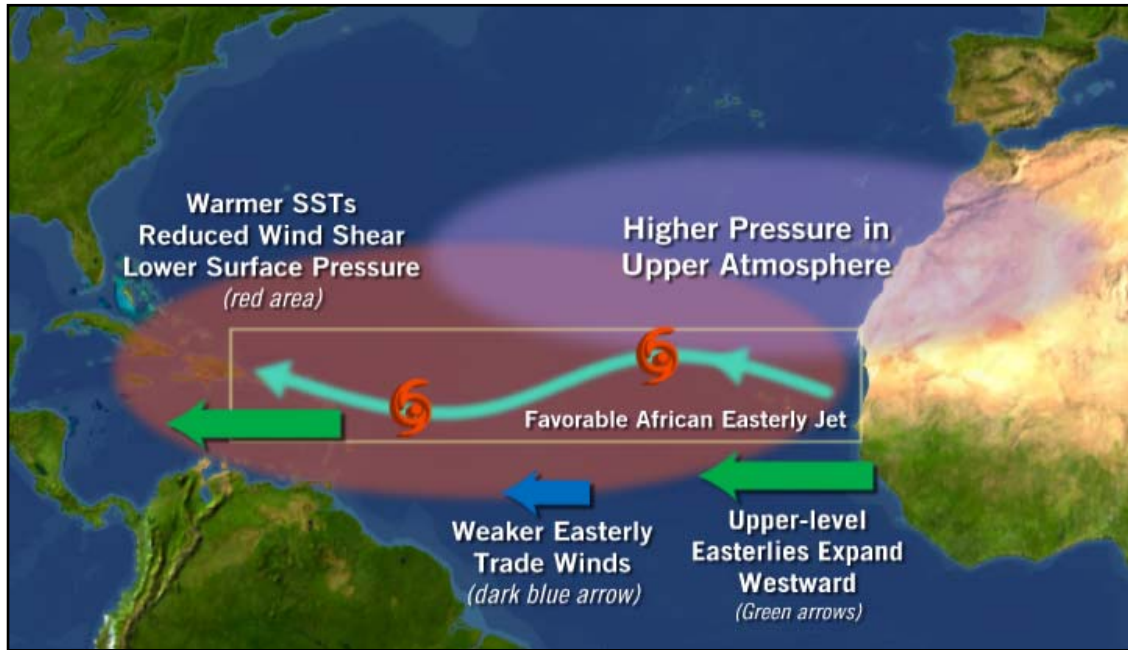 Warmer SSTs
Reduced Wind Shear
Lower Surface Pressure
(red area)
Higher Pressure in
Upper Atmosphere
Favorable African Easterly Jet
Weaker Easterly
Trade Winds
(dark blue arrow)
Upper-level
Easterlies Expand
Westward
(Green arrows)